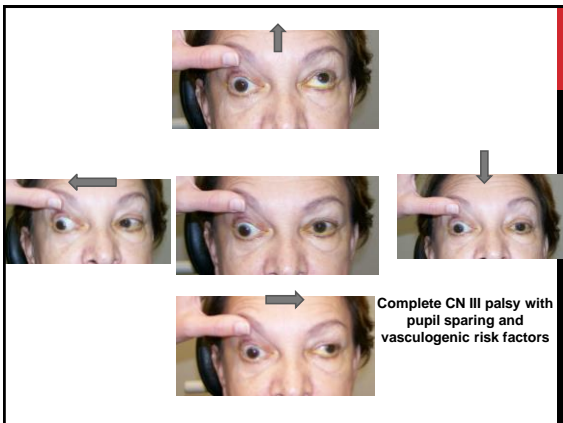 Complete CN III palsy with
pupil sparing and
vasculogenic risk factors